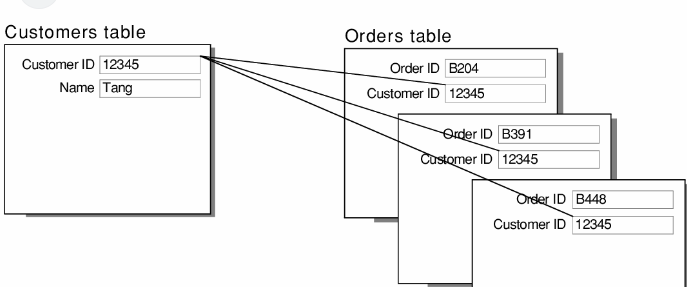 Customers table
Customer ID 12345
Name Tang
Orders table
Order ID B204
Customer ID 12345
Order ID B391
Customer ID 12345
Order ID B448
Customer ID 12345